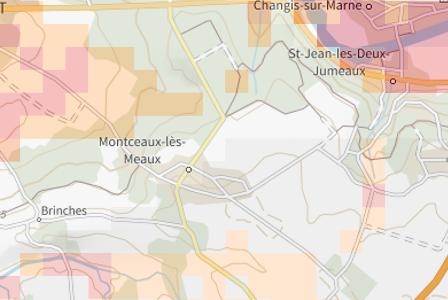 T
Changis-sur-Marne
St-Jean-les-Deux-
Jumeaux
Montceaux-lès-
Meaux
Brinches